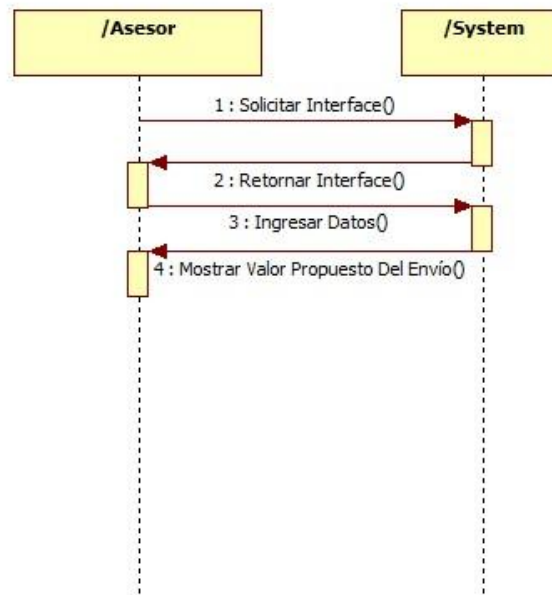 /Asesor
/System
1 : Solicitar Interface()
2 : Retornar Interface()
3 : Ingresar Datos()
4 : Mostrar Valor Propuesto Del Envío()